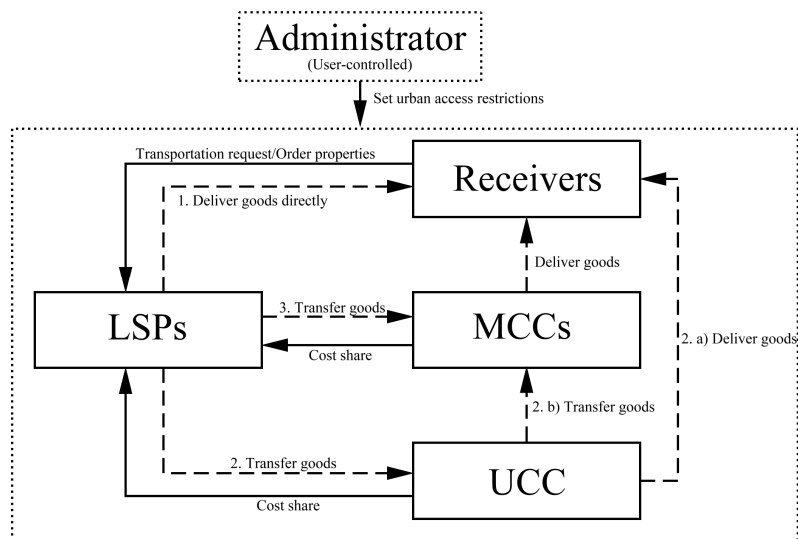 Administrator
(User-controlled)
Set urban access restrictions
Transportation request/Order properties
Receivers
1. Deliver goods directly
Deliver goods
3. Transfer goods
LSPs
MCCs
2. a) Deliver goods
Cost share
2. b) Transfer goods
2. Transfer goods
UCC
Cost share